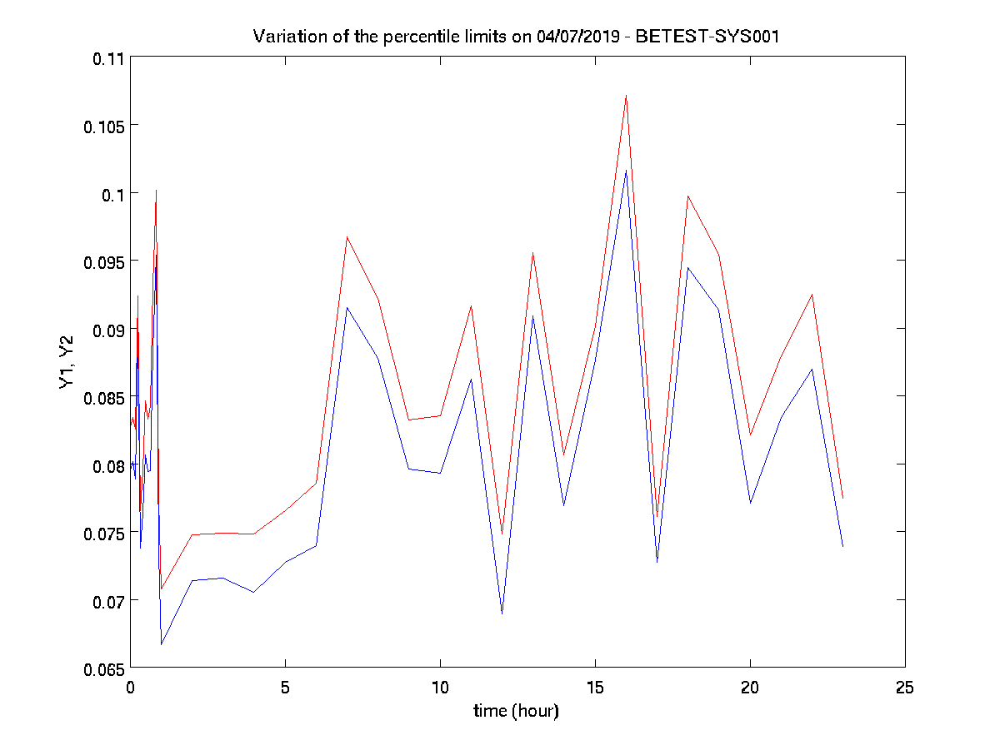 Variation of the percentile limits on 04/07/2019 - BETEST-SYS001
0.11
0.105
0.1
0.095
0.09
0.085
0.08
0.075
0.07
0.065
Y1, Y2
0 5 10 15 20 25
time (hour)